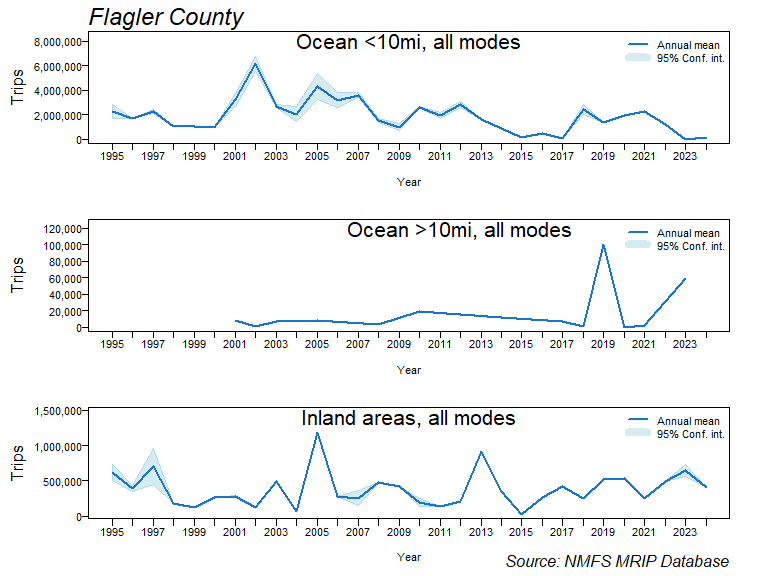 Flagler County
Ocean <10mi, all modes
Annual mean
95% Conf. int.
Trips
8,000,000
6,000,000
4,000,000
2,000,000
0
1995 1997 1999 2001 2003 2005 2007 2009 2011 2013 2015 2017 2019 2021 2023
Year
Ocean >10mi, all modes
Annual mean
95% Conf. int.
Trips
120,000
100,000
80,000
60,000
40,000
20,000
0
1995 1997 1999 2001 2003 2005 2007 2009 2011 2013 2015 2017 2019 2021 2023
Year
Inland areas, all modes
Annual mean
95% Conf. int.
Trips
1,500,000
1,000,000
500,000
0
1995 1997 1999 2001 2003 2005 2007 2009 2011 2013 2015 2017 2019 2021 2023
Year
Source: NMFS MRIP Database